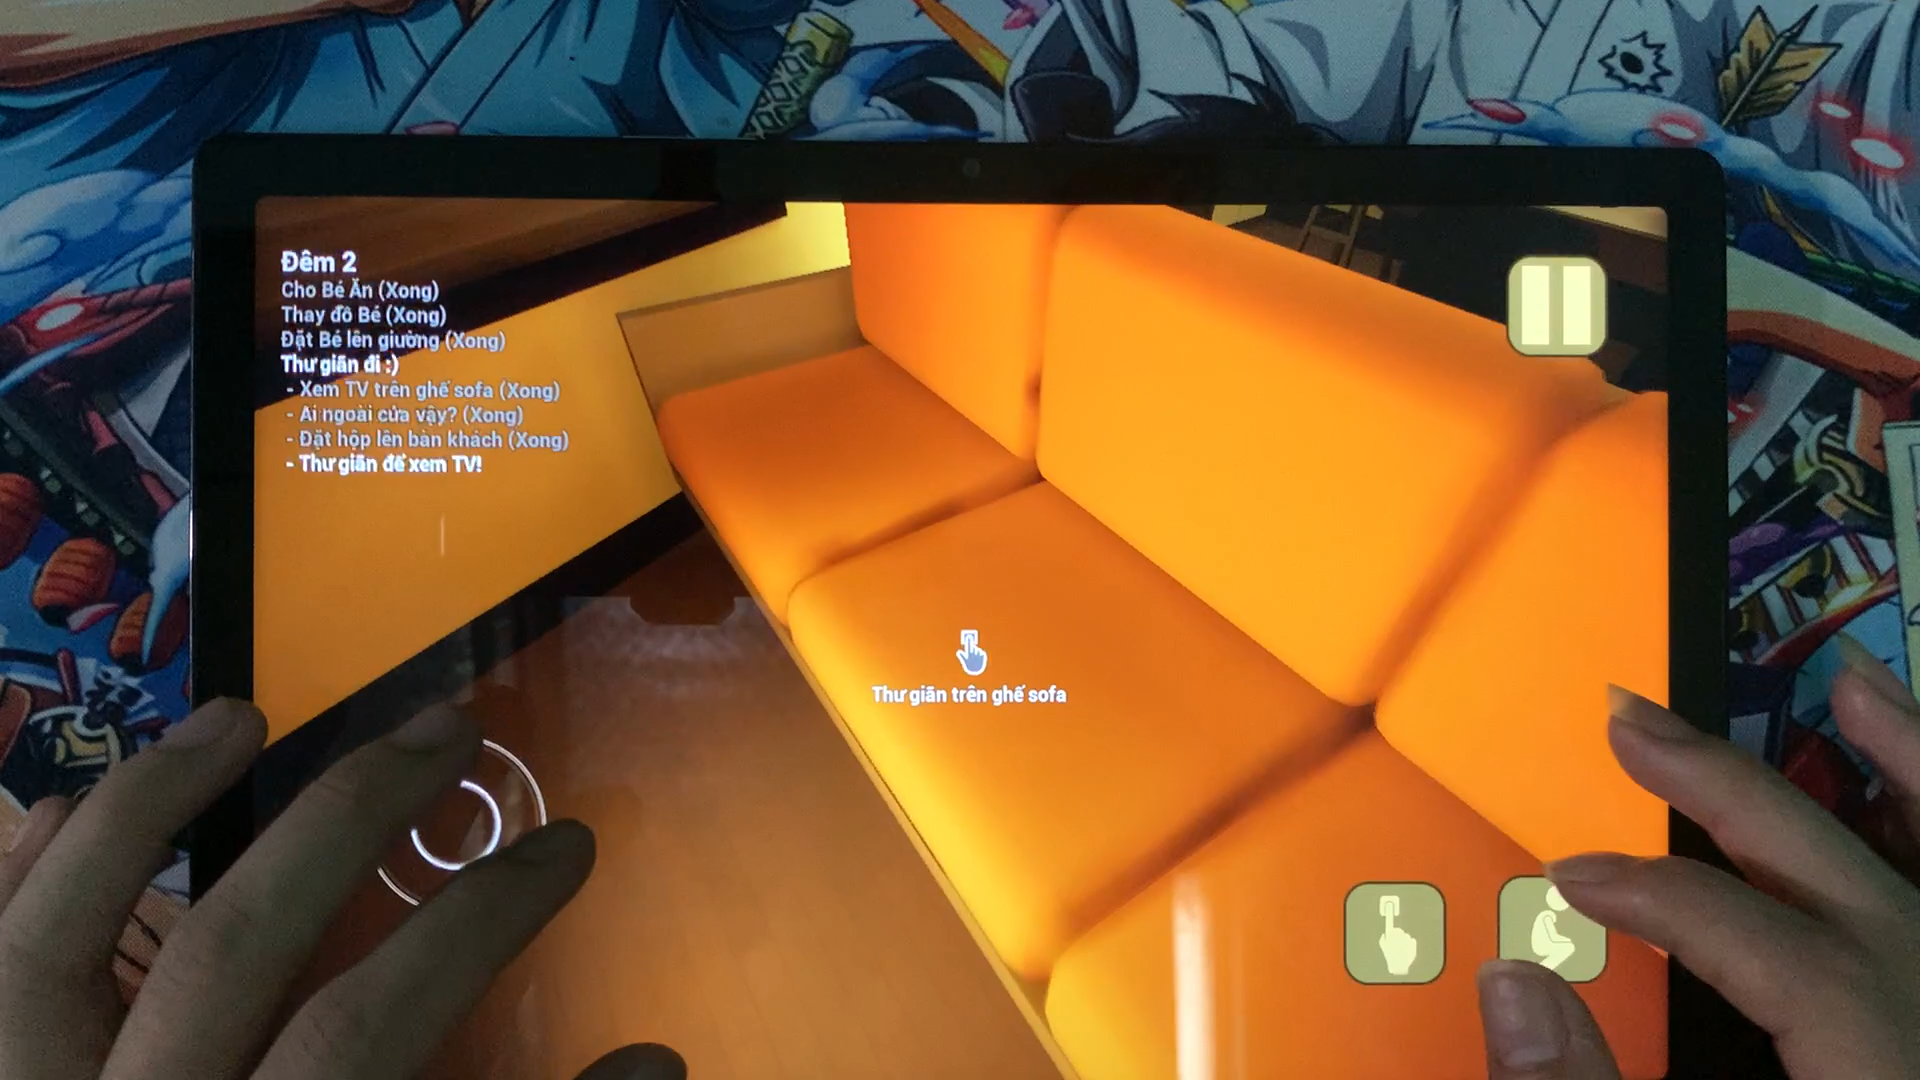 Đêm 2
Cho Bé Ăn (Xong)
Thay đồ Bé (Xong)
Đặt Bé lên giường (Xong)
Thư giãn đi :)
- Xem TV trên ghế sofa (Xong)
- Ai ngoài cửa vậy? (Xong)
- Đặt hộp lên bàn khách (Xong)
- Thư giãn để xem TV!
Thư giãn trên ghế sofa